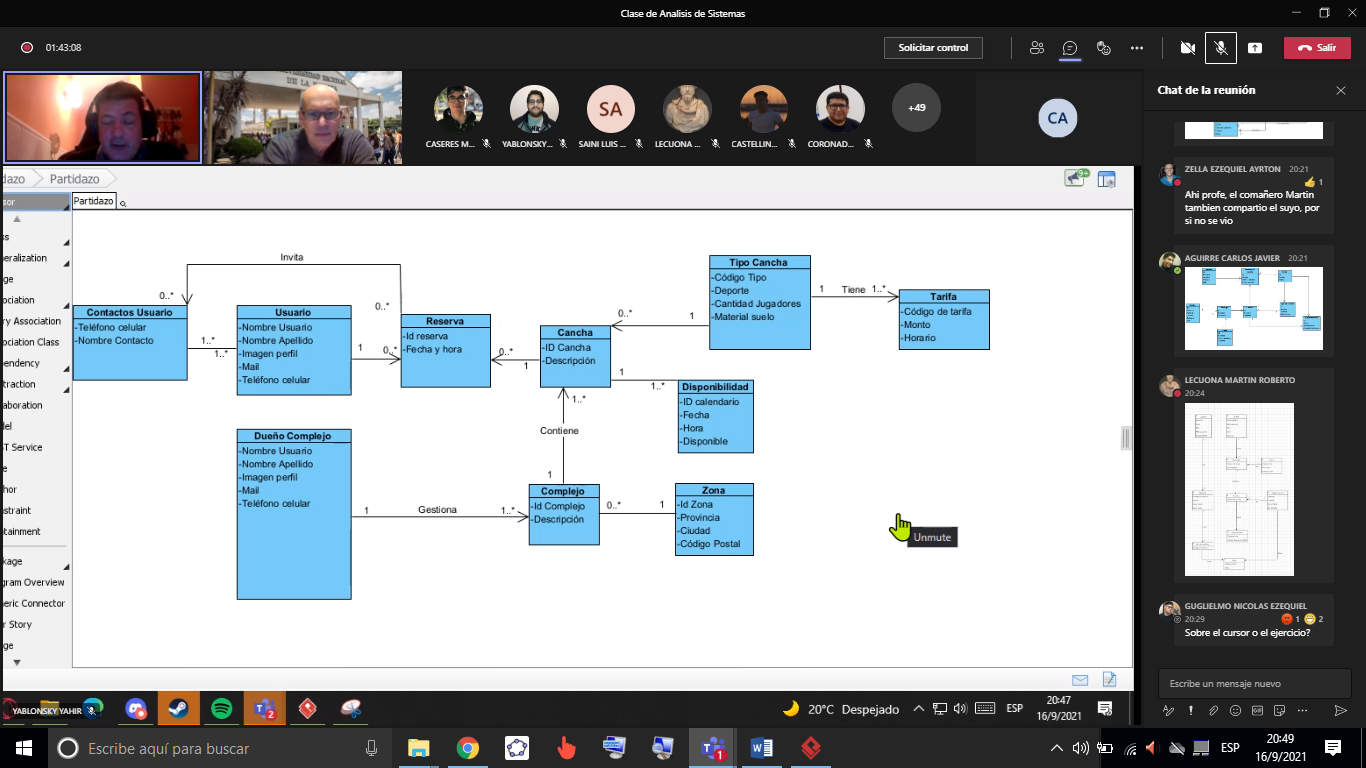 Clase de Analisis de Sistemas
01:43:08
Solicitar control
Salir
UNIVERSIDAD NACIONAL
SA
+49
CA
CASERES M...
YABLONSKY...
SAINI LUIS ...
LECUONA ...
CASTELLIN...
CORONAD...
Chat de la reunión
ZELLA EZEQUIEL AYRTON 20:21
1
Ahi profe, el comañero Martin
tambien compartio el suyo, por
si no se vio
AGUIRRE CARLOS JAVIER 20:21
LECUONA MARTIN ROBERTO
20:24
GUGLIELMO NICOLAS EZEQUIEL
20:29 1 2
Sobre el cursor o el ejercicio?
Escribe un mensaje nuevo
dazo
Partidazo
9+
sor
Partidazo
ss
neralization
ge
ociation
ry Association
ociation Class
pendency
traction
laboration
del
ST Service
e
hor
straint
tainment
kage
gram Overview
neric Connector
r Story
ge
Invita
0..*
0..*
Contactos Usuario
-Teléfono celular
-Nombre Contacto
1..*
1..*
Usuario
-Nombre Usuario
-Nombre Apellido
-Imagen perfil
-Mail
-Teléfono celular
1
0..*
Reserva
-Id reserva
-Fecha y hora
0..*
1
Cancha
-ID Cancha
-Descripción
0..*
1
Tipo Cancha
-Código Tipo
-Deporte
-Cantidad Jugadores
-Material suelo
1
Tiene
1..*
Tarifa
-Código de tarifa
-Monto
-Horario
1
1..*
Disponibilidad
-ID calendario
-Fecha
-Hora
-Disponible
1..*
Contiene
1
Dueño Complejo
-Nombre Usuario
-Nombre Apellido
-Imagen perfil
-Mail
-Teléfono celular
1
Gestiona
1..*
Complejo
-Id Complejo
-Descripción
0..*
1
Zona
-Id Zona
-Provincia
-Ciudad
-Código Postal
Unmute
YABLONSKY YAHIR
2
20°C Despejado
ESP
20:47
16/9/2021
Escribe aquí para buscar
1
ESP
20:49
16/9/2021